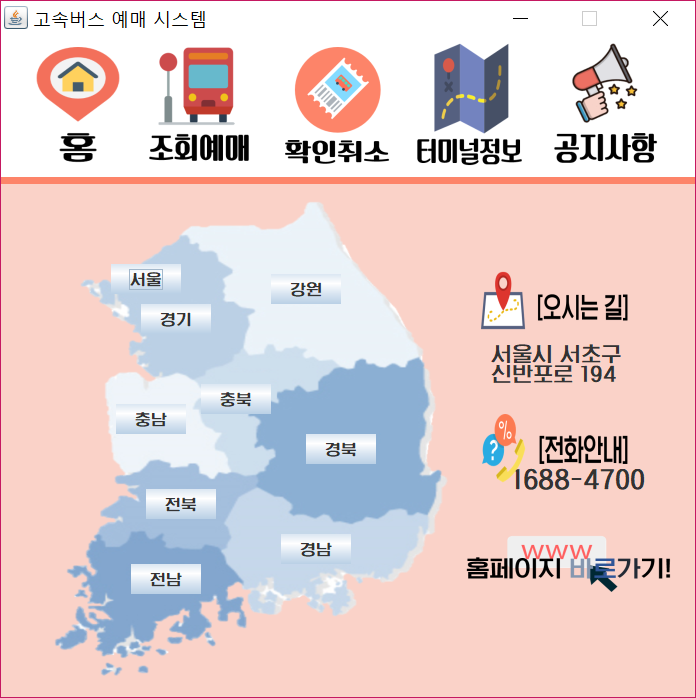 고속버스 예매 시스템
홈
조회예매
확인취소
터미널정보
공지사항
서울
강원
경기
충북
충남
경북
전북
경남
전남
[오시는 길]
서울시 서초구
신반포로 194
%
?
[전화안내]
1688-4700
www
홈페이지 바로가기!